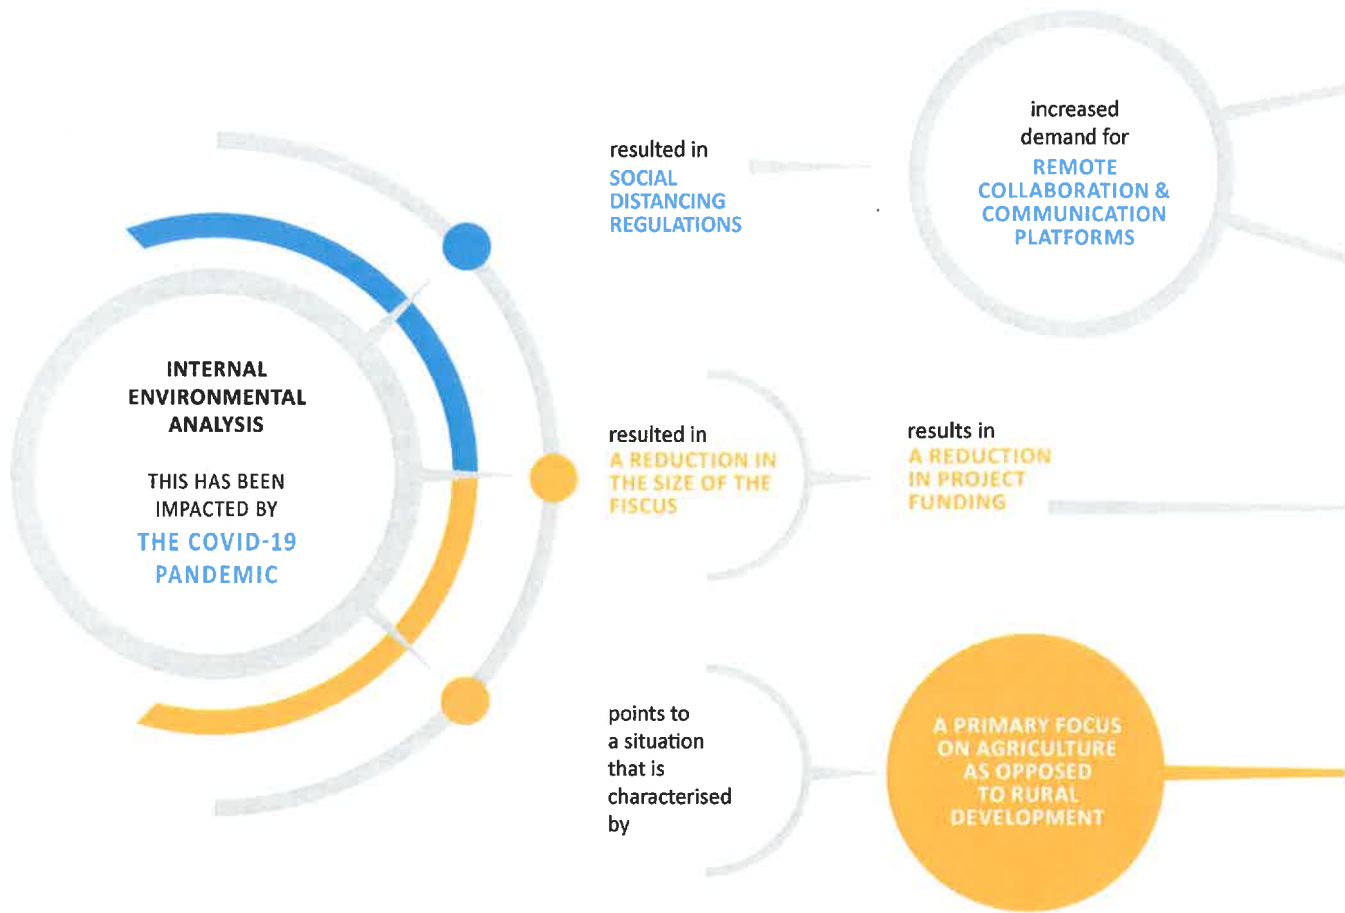 INTERNAL
ENVIRONMENTAL
ANALYSIS
THIS HAS BEEN
IMPACTED BY
THE COVID-19
PANDEMIC
resulted in
SOCIAL
DISTANCING
REGULATIONS
increased
demand for
REMOTE
COLLABORATION &
COMMUNICATION
PLATFORMS
resulted in
A REDUCTION IN
THE SIZE OF THE
FISCUS
results in
A REDUCTION
IN PROJECT
FUNDING
points to
a situation
that is
characterised
by
A PRIMARY FOCUS
ON AGRICULTURE
AS OPPOSED
TO RURAL
DEVELOPMENT